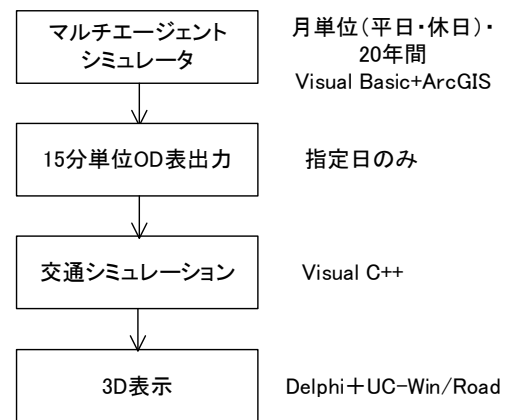 マルチエージェント
シミュレータ
月単位(平日・休日)・
20年間
Visual Basic+ArcGIS
15分単位OD表出力
指定日のみ
交通シミュレーション
Visual C++
3D表示
Delphi＋UC-Win/Road